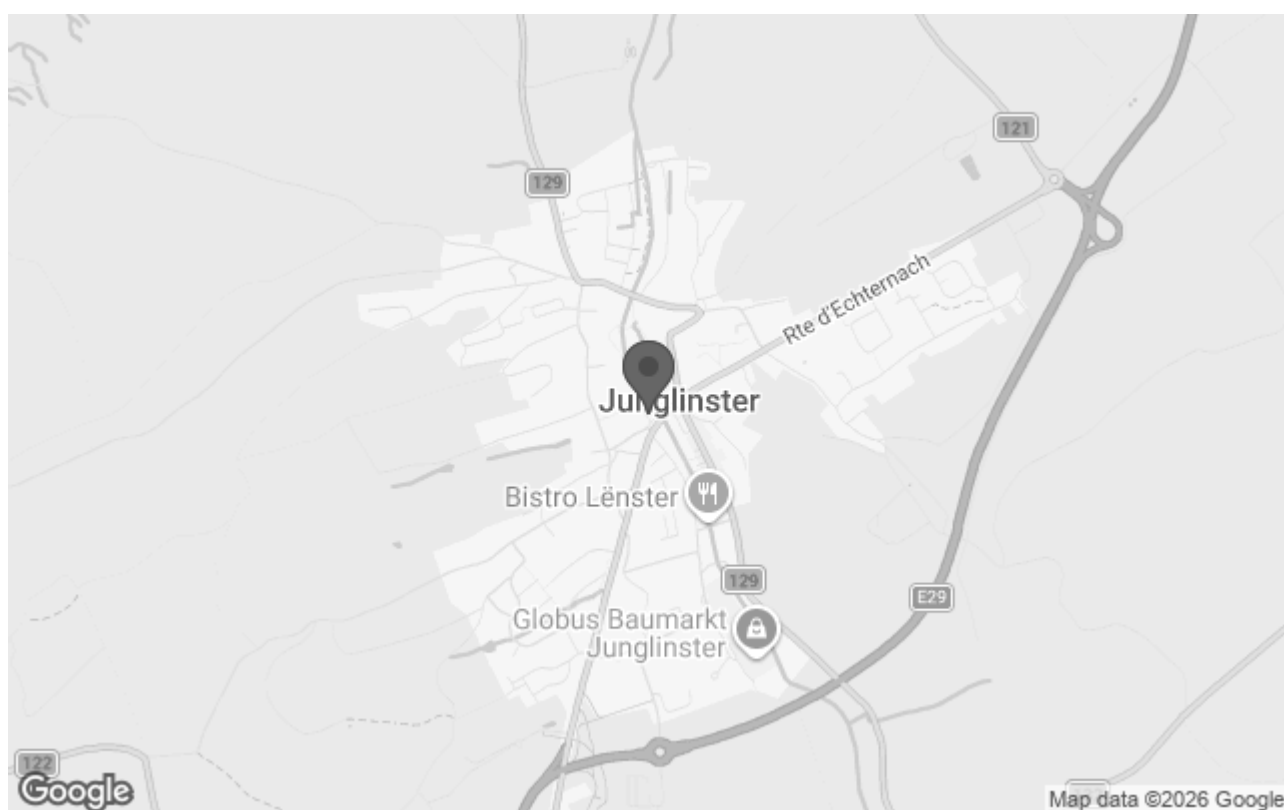 121
129
Rte d'Echternach
Junglinster
Bistro Lënster
129
E29
Globus Baumarkt
Junglinster
122
Google
Map data ©2026 Google